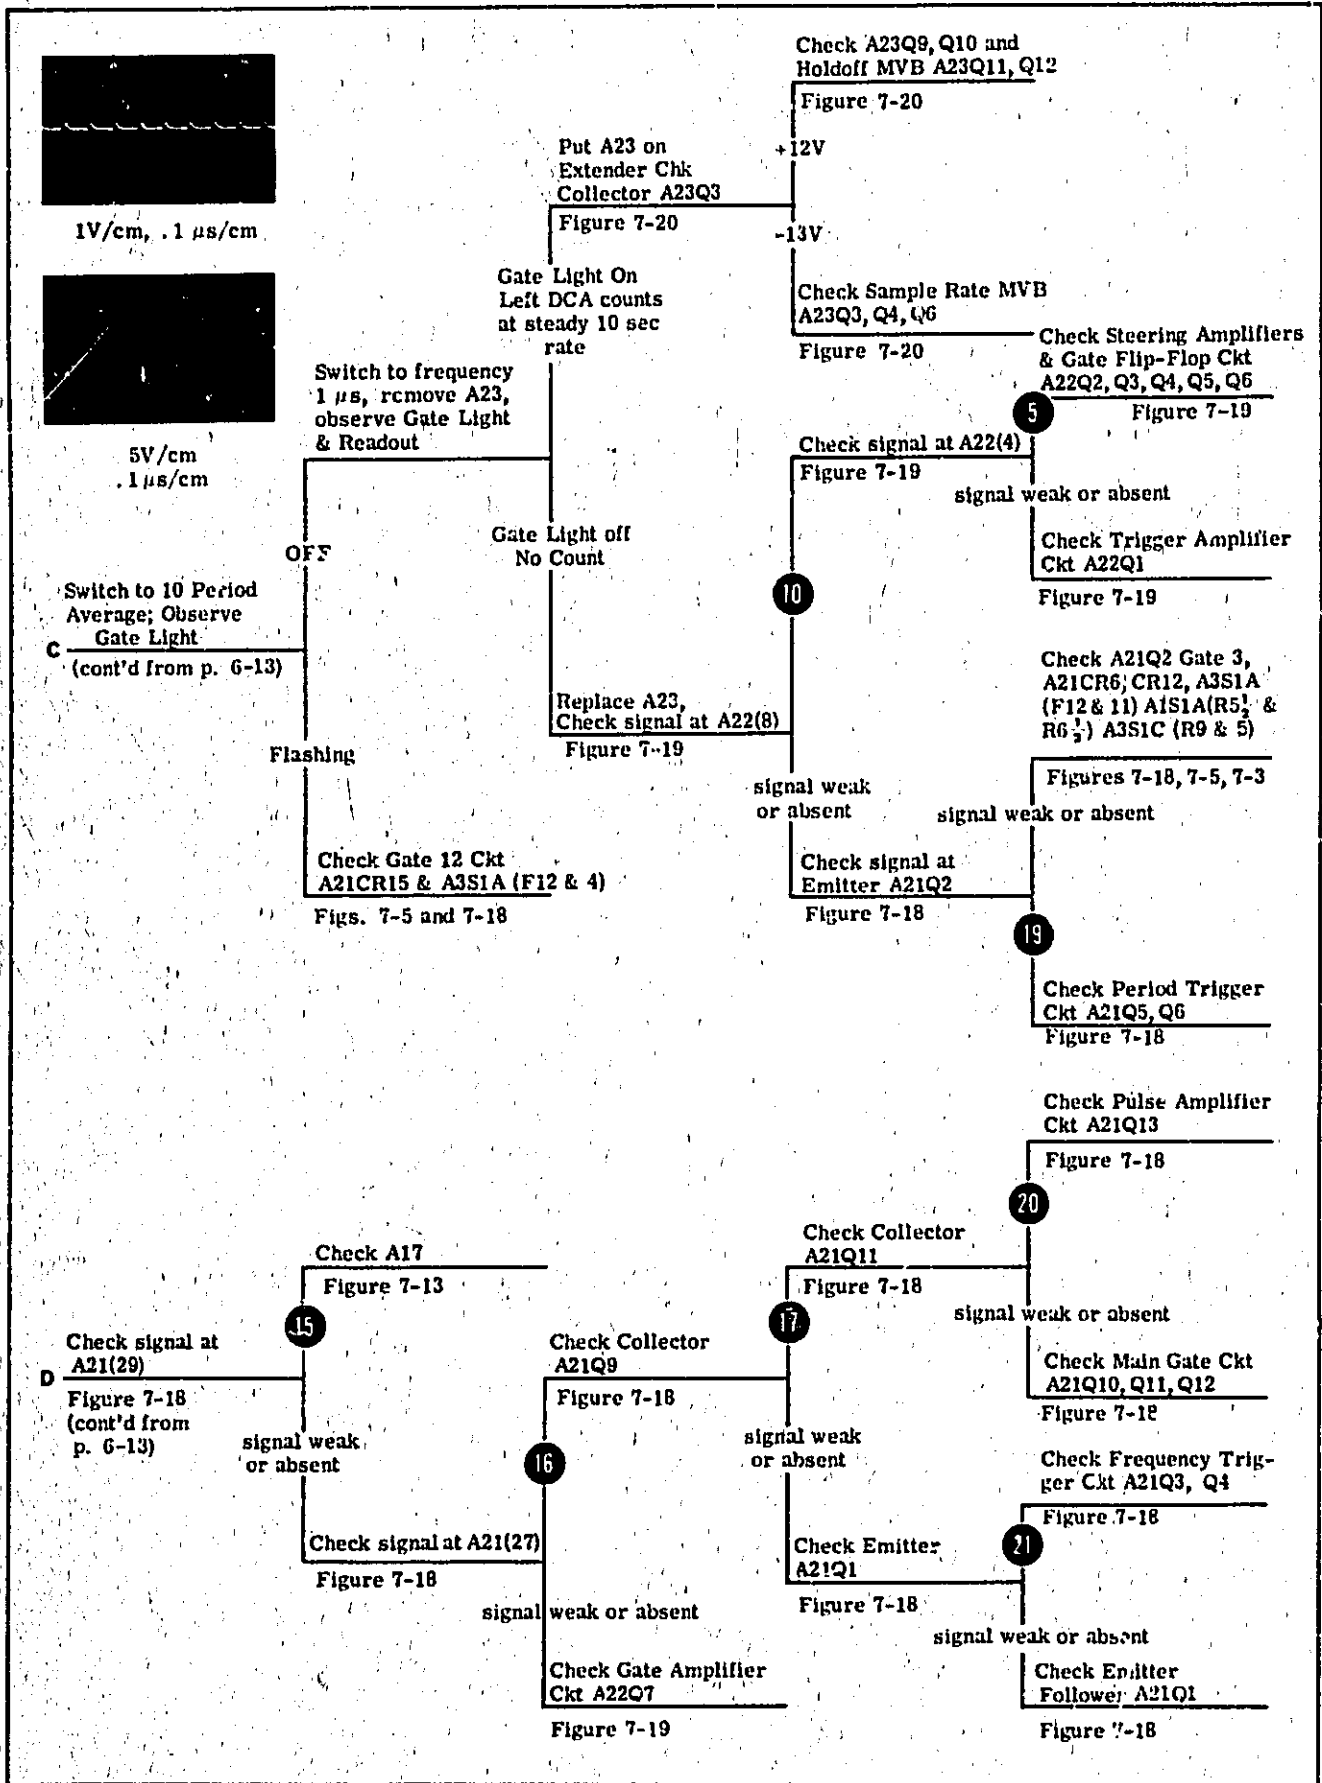 1V/cm, .1 μs/cm
5V/cm
.1 μs/cm
Check A23Q9, Q10 and
Holdoff MVB A23Q11, Q12
Figure 7-20
+12V
Put A23 on
Extender Chk
Collector A23Q3
Figure 7-20
-13V
Gate Light On
Left DCA counts
at steady 10 sec
rate
Check Sample Rate MVB
A23Q3, Q4, Q6
Figure 7-20
Switch to frequency
1 μs, remove A23,
observe Gate Light
& Readout
Check Steering Amplifiers
& Gate Flip-Flop Ckt
A22Q2, Q3, Q4, Q5, Q6
5
Figure 7-19
Check signal at A22(4)
Figure 7-19
signal weak or absent
Gate Light off
No Count
OFF
Check Trigger Amplifier
Ckt A22Q1
Figure 7-19
10
Switch to 10 Period
Average; Observe
Gate Light
C
(cont'd from p. 6-13)
Check A21Q2 Gate 3,
A21CR6, CR12, A3S1A
(F12 & 11) A1S1A(R5½ &
R6½) A3S1C (R9 & 5)
Figures 7-18, 7-5, 7-3
Replace A23,
Check signal at A22(8)
Figure 7-19
Flashing
signal weak
or absent
signal weak or absent
Check Gate 12 Ckt
A21CR15 & A3S1A (F12 & 4)
Figs. 7-5 and 7-18
Check signal at
Emitter A21Q2
Figure 7-18
19
Check Period Trigger
Ckt A21Q5, Q6
Figure 7-18
Check Pulse Amplifier
Ckt A21Q13
Figure 7-18
20
Check Collector
A21Q11
Figure 7-18
Check A17
Figure 7-13
15
17
signal weak or absent
Check signal at
A21(29)
D
Figure 7-18
(cont'd from
p. 6-13)
Check Collector
A21Q9
Figure 7-18
Check Main Gate Ckt
A21Q10, Q11, Q12
Figure 7-18
signal weak
or absent
16
signal weak
or absent
Check Frequency Trig-
ger Ckt A21Q3, Q4
Figure 7-18
21
Check signal at A21(27)
Figure 7-18
Check Emitter
A21Q1
Figure 7-18
signal weak or absent
signal weak or absent
Check Gate Amplifier
Ckt A22Q7
Figure 7-19
Check Emitter
Follower A21Q1
Figure 7-18